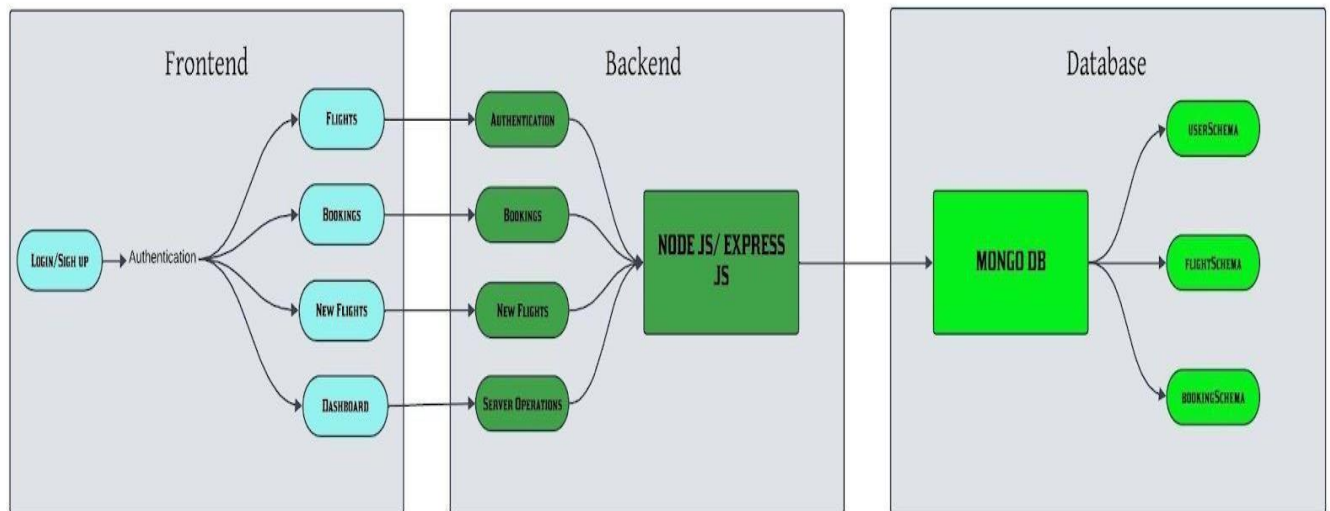 Frontend
Backend
Database
FLIGHTS
BOOKINGS
LOGIN/SIGH UP
Authentication
NEW FLIGHTS
DASHBOARD
AUTHENTICATION
BOOKINGS
NEW FLIGHTS
SERVER OPERATIONS
NODE JS/ EXPRESS
JS
MONGO DB
USERSCHEMA
FLIGHTSCHEMA
BOOKINGSCHEMA